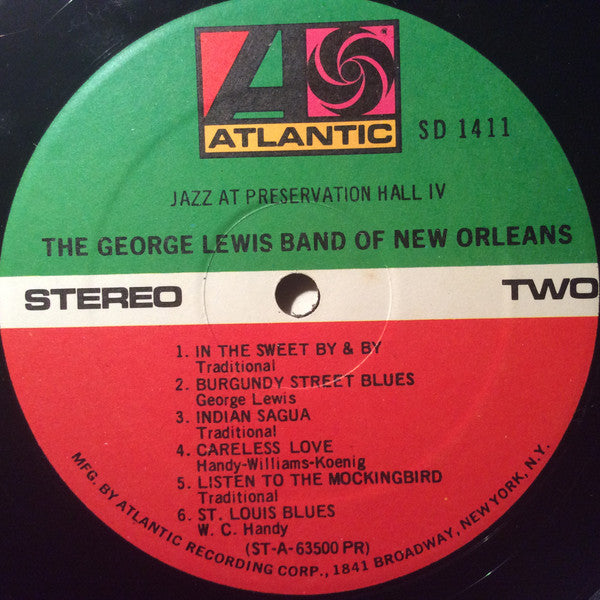 ATLANTIC
SD 1411
JAZZ AT PRESERVATION HALL IV
THE GEORGE LEWIS BAND OF NEW ORLEANS
STEREO
TWO
1. IN THE SWEET BY & BY
Traditional
2. BURGUNDY STREET BLUES
George Lewis
3. INDIAN SAGUA
Traditional
4. CARELESS LOVE
Handy-Williams-Koenig
5. LISTEN TO THE MOCKINGBIRD
Traditional
6. ST. LOUIS BLUES
W. C. Handy
(ST-A-63500 PR)
MFG. BY ATLANTIC RECORDING CORP., 1841 BROADWAY, NEW YORK, N.Y.